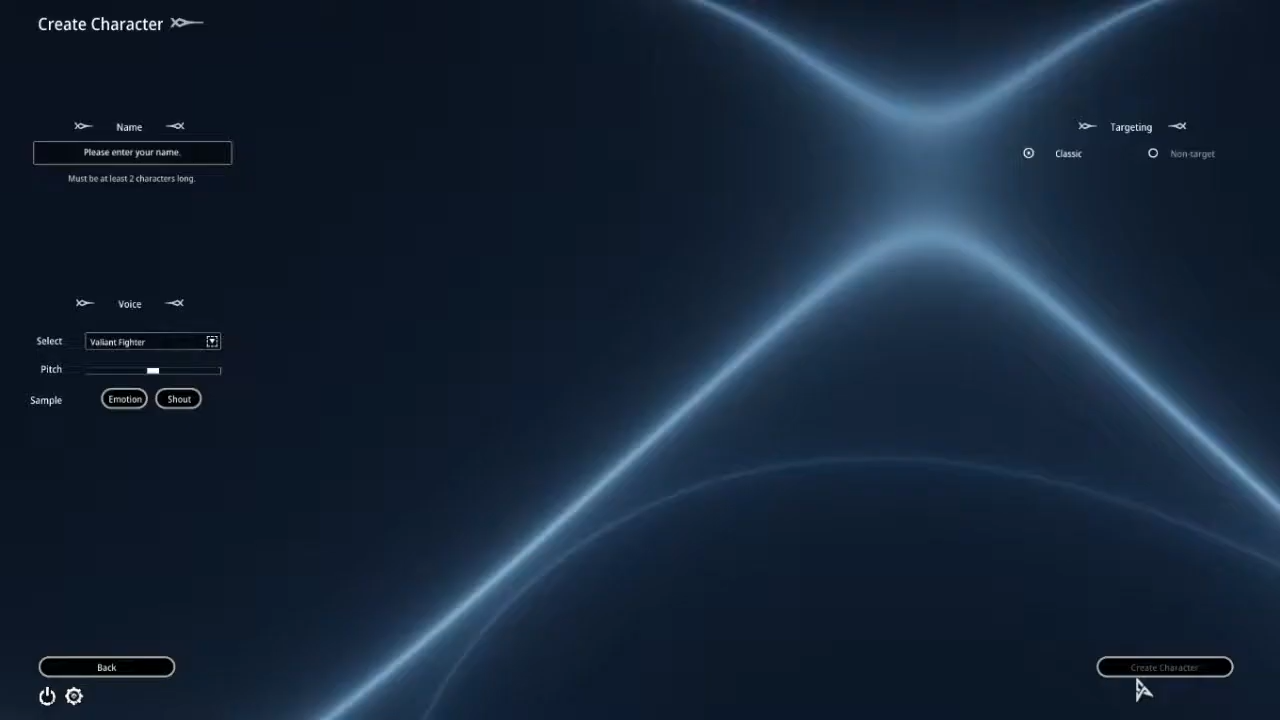 Create Character
Name
Please enter your name.
Must be at least 2 characters long.
Targeting
Classic
Non-target
Voice
Select
Valiant Fighter
Pitch
Sample
Emotion
Shout
Back
Create Character